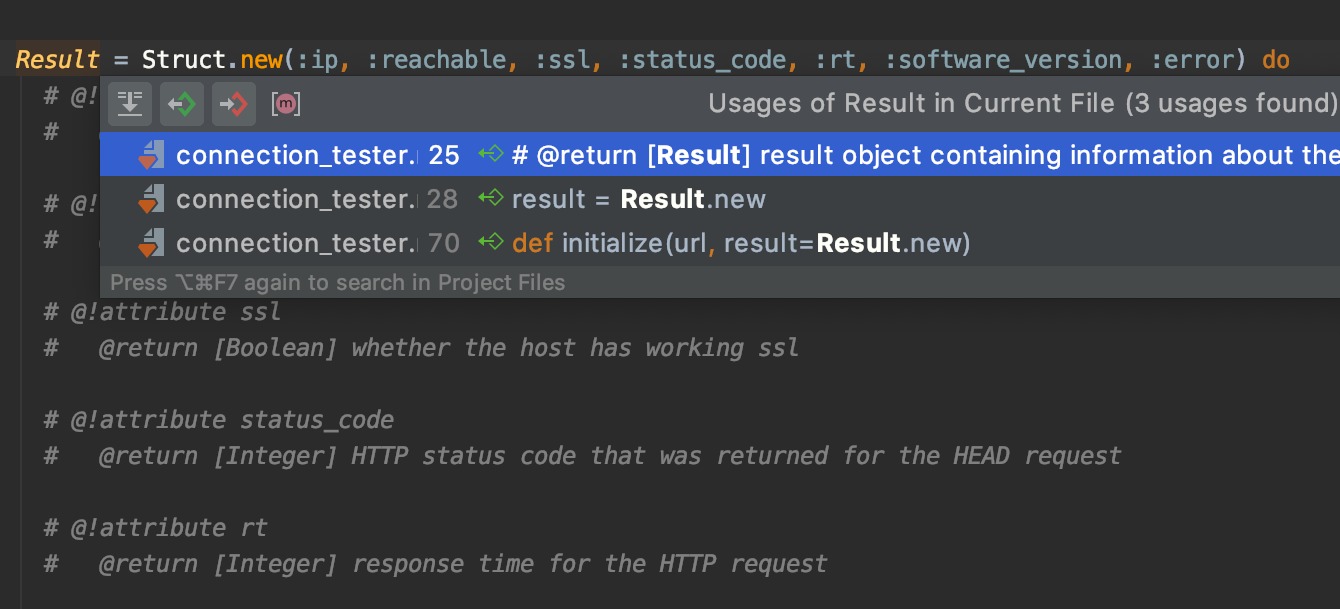 Result = Struct.new(:ip, :reachable, :ssl, :status_code, :rt, :software_version, :error) do
# @!
[m] Usages of Result in Current File (3 usages found)
#
connection_tester. 25 # @return [Result] result object containing information about the
# @!
connection_tester. 28 result = Result.new
#
connection_tester. 70 def initialize(url, result=Result.new)
Press ⌥⌘F7 again to search in Project Files
# @!attribute ssl
#   @return [Boolean] whether the host has working ssl
# @!attribute status_code
#   @return [Integer] HTTP status code that was returned for the HEAD request
# @!attribute rt
#   @return [Integer] response time for the HTTP request